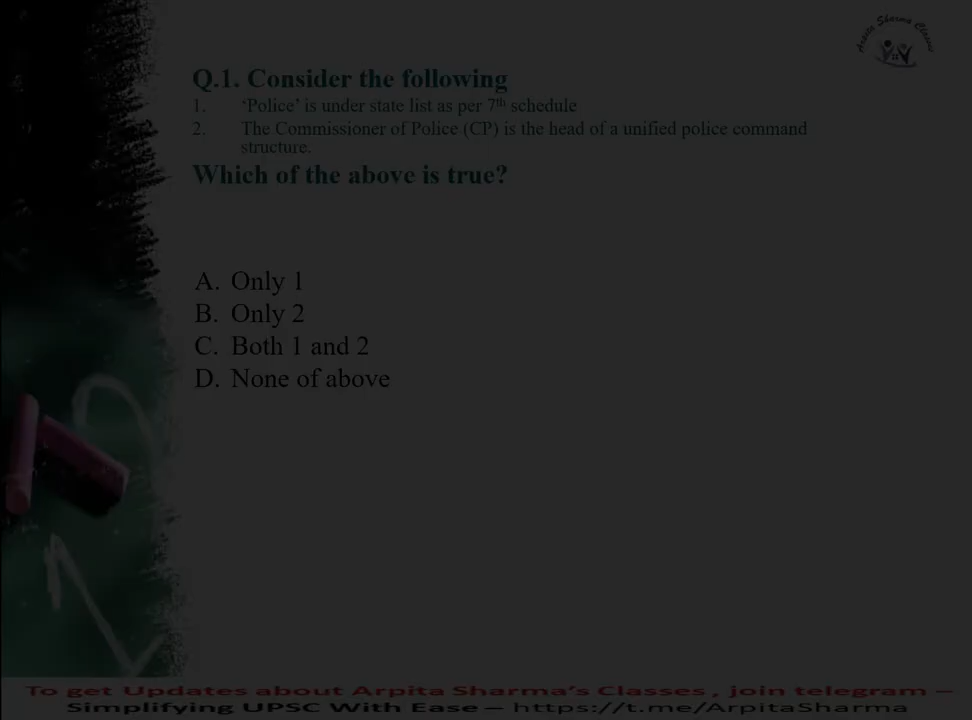 Arpita Sharma Classes
Q.1. Consider the following
1. ‘Police’ is under state list as per 7th schedule
2. The Commissioner of Police (CP) is the head of a unified police command
structure.
Which of the above is true?
A. Only 1
B. Only 2
C. Both 1 and 2
D. None of above
To get Updates about Arpita Sharma’s Classes , join telegram –
Simplifying UPSC With Ease – https://t.me/ArpitaSharma